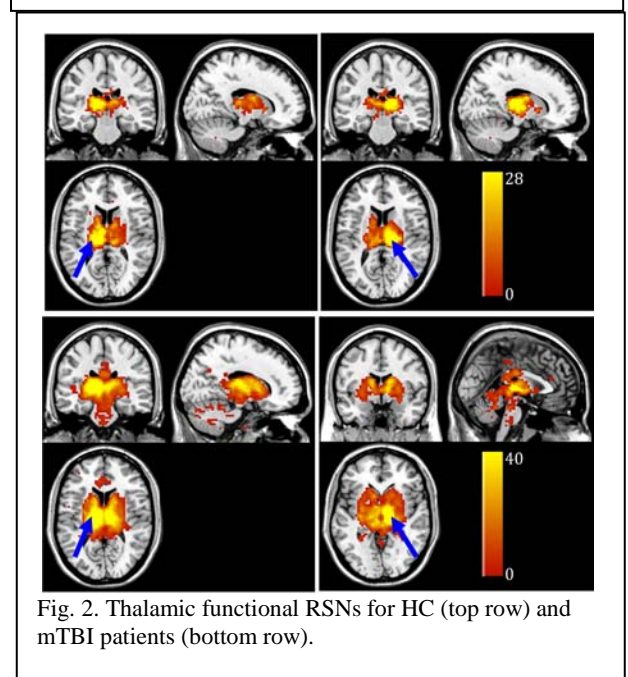 28
0
40
0
Fig. 2. Thalamic functional RSNs for HC (top row) and
mTBI patients (bottom row).